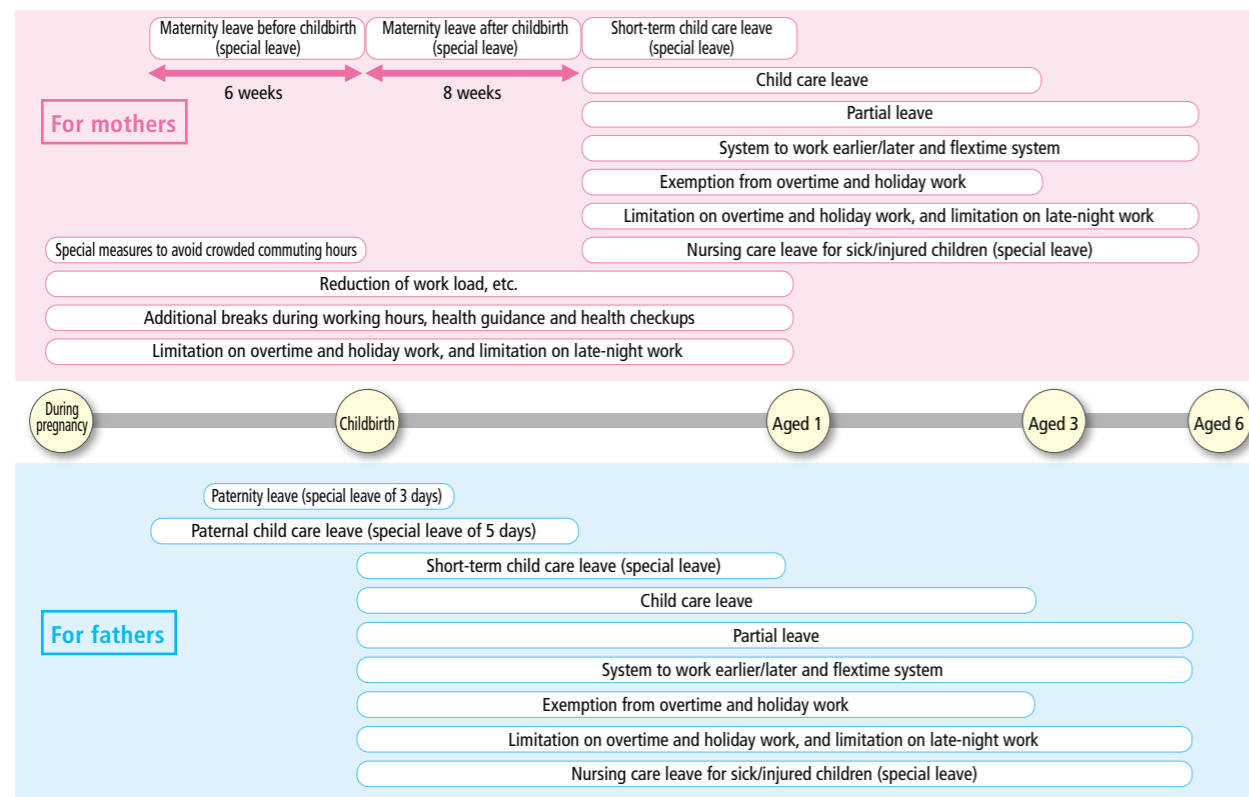 Maternity leave before childbirth
(special leave)
Maternity leave after childbirth
(special leave)
Short-term child care leave
(special leave)
6 weeks
8 weeks
Child care leave
For mothers
Partial leave
System to work earlier/later and flextime system
Exemption from overtime and holiday work
Limitation on overtime and holiday work, and limitation on late-night work
Special measures to avoid crowded commuting hours
Nursing care leave for sick/injured children (special leave)
Reduction of work load, etc.
Additional breaks during working hours, health guidance and health checkups
Limitation on overtime and holiday work, and limitation on late-night work
During
pregnancy
Childbirth
Aged 1
Aged 3
Aged 6
Paternity leave (special leave of 3 days)
Paternal child care leave (special leave of 5 days)
Short-term child care leave (special leave)
Child care leave
For fathers
Partial leave
System to work earlier/later and flextime system
Exemption from overtime and holiday work
Limitation on overtime and holiday work, and limitation on late-night work
Nursing care leave for sick/injured children (special leave)